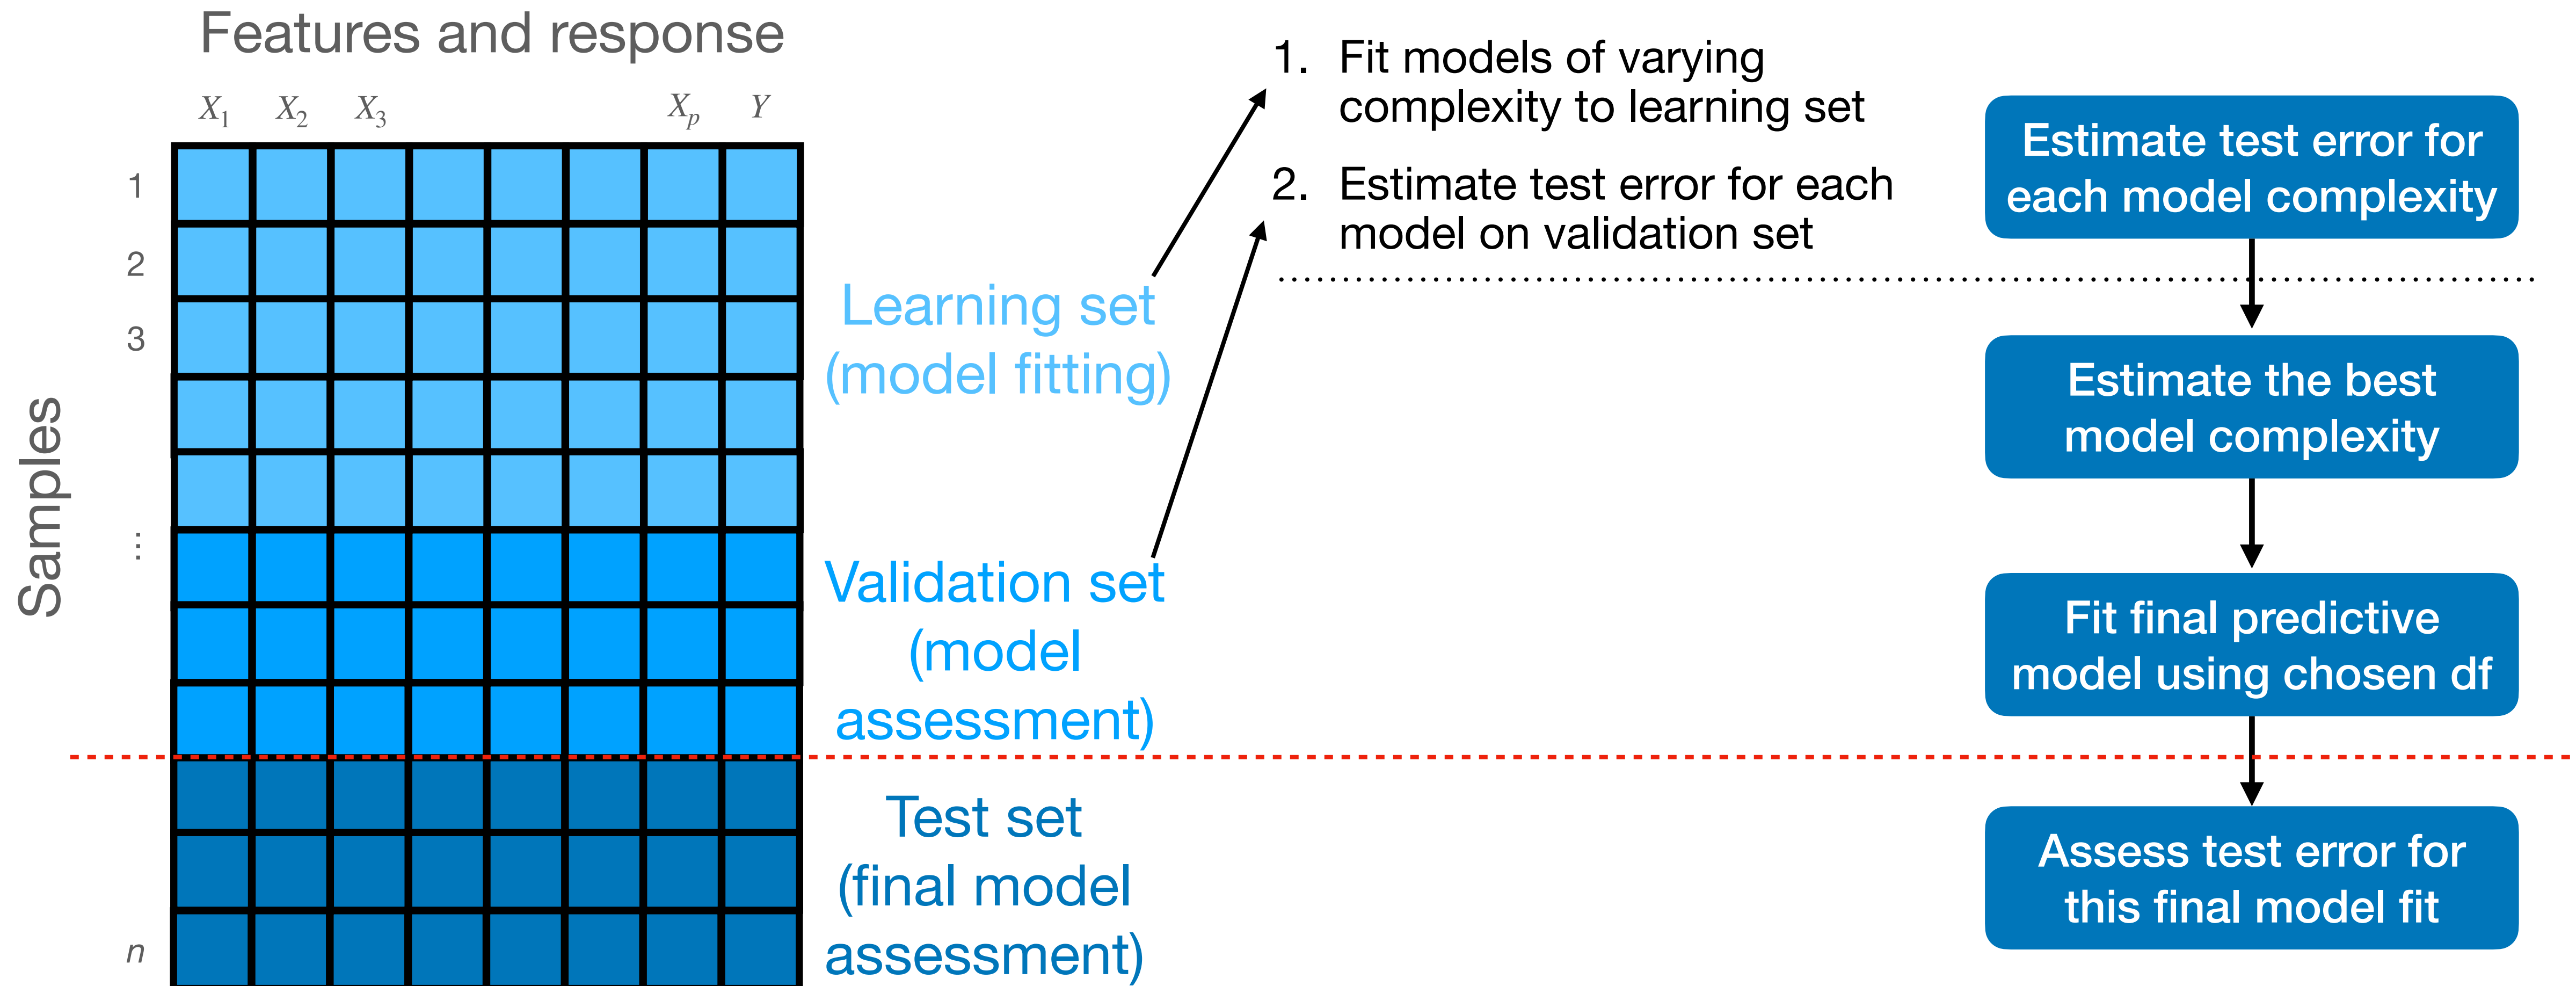 Features and response
X₁ X₂ X₃ Xₚ Y
1
2
3
⋮
n
Samples
Learning set
(model fitting)
Validation set
(model
assessment)
Test set
(final model
assessment)
1. Fit models of varying
complexity to learning set
2. Estimate test error for each
model on validation set
Estimate test error for
each model complexity
Estimate the best
model complexity
Fit final predictive
model using chosen df
Assess test error for
this final model fit